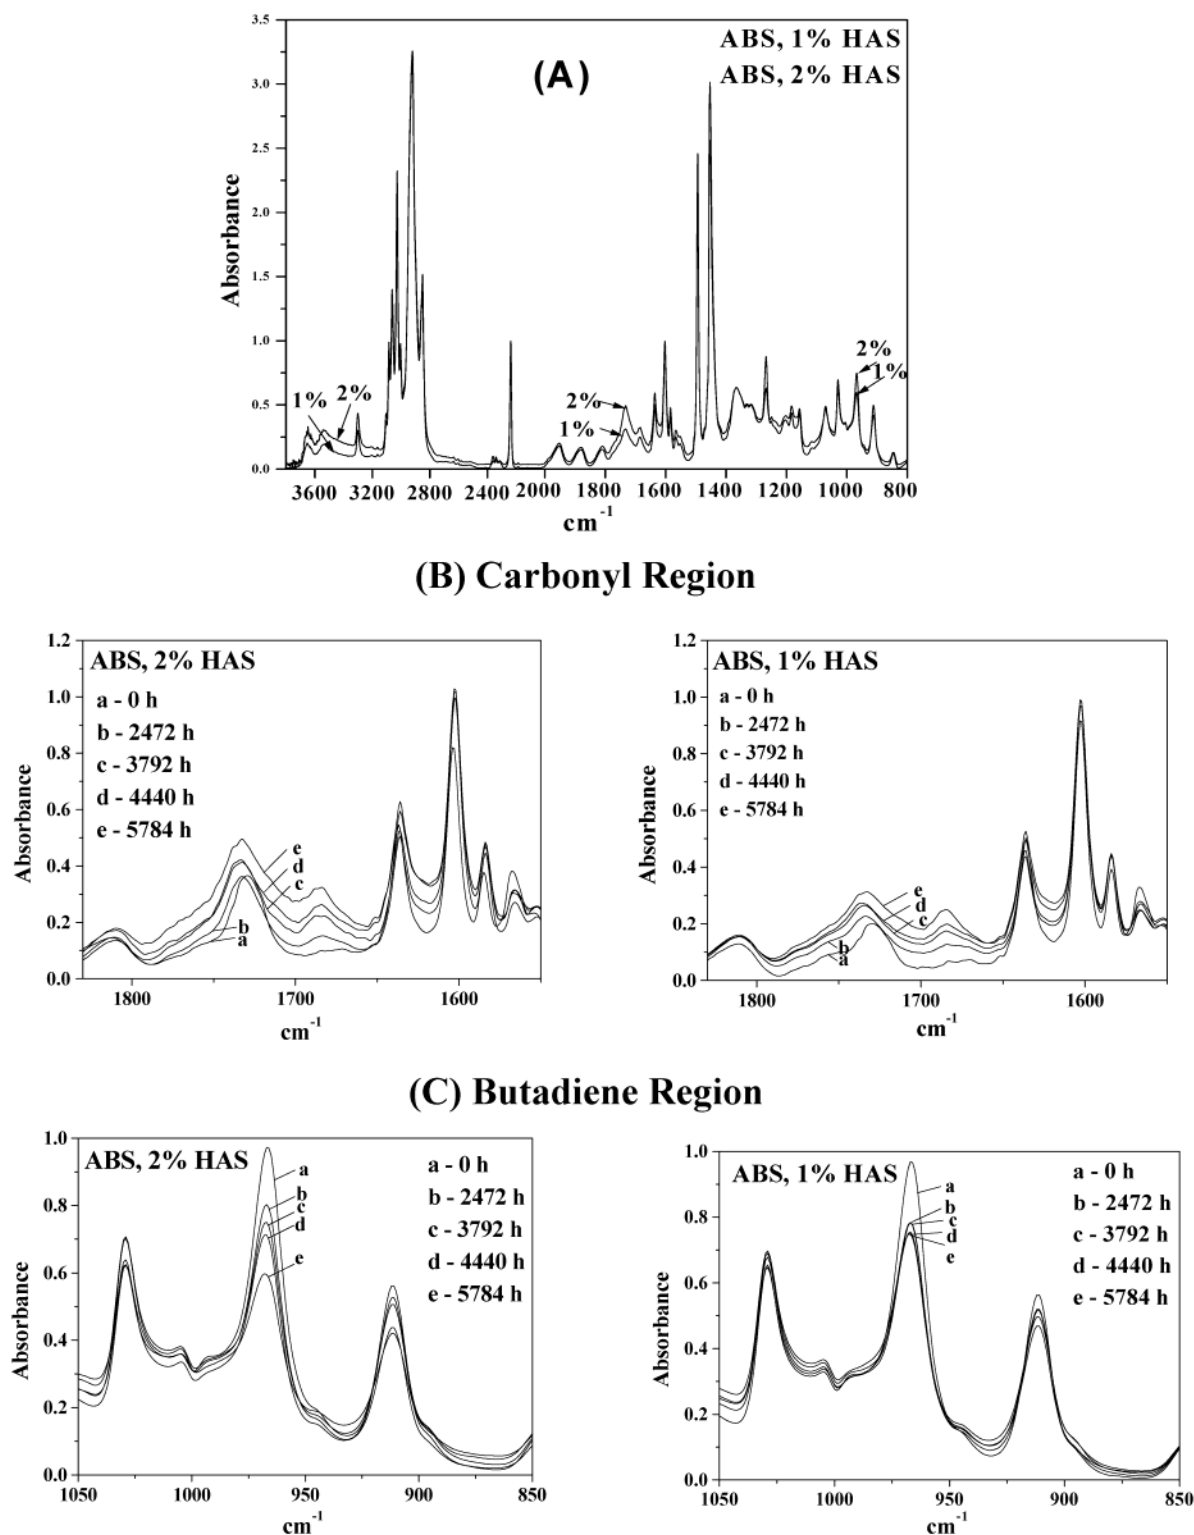 ABS, 1% HAS
ABS, 2% HAS
(A)
3.5
3.0
2.5
2.0
1.5
1.0
0.5
0.0
Absorbance
1%
2%
2%
1%
2%
1%
3600 3200 2800 2400 2000 1800 1600 1400 1200 1000 800
cm-1
(B) Carbonyl Region
ABS, 2% HAS
a - 0 h
b - 2472 h
c - 3792 h
d - 4440 h
e - 5784 h
1.2
1.0
0.8
0.6
0.4
0.2
0.0
Absorbance
e
d
c
b
a
1800 1700 1600
cm-1
ABS, 1% HAS
a - 0 h
b - 2472 h
c - 3792 h
d - 4440 h
e - 5784 h
1.2
1.0
0.8
0.6
0.4
0.2
0.0
Absorbance
e
d
c
b
a
1800 1700 1600
cm-1
(C) Butadiene Region
ABS, 2% HAS
a - 0 h
b - 2472 h
c - 3792 h
d - 4440 h
e - 5784 h
1.0
0.8
0.6
0.4
0.2
0.0
Absorbance
a
b
c
d
e
1050 1000 950 900 850
cm-1
ABS, 1% HAS
a - 0 h
b - 2472 h
c - 3792 h
d - 4440 h
e - 5784 h
1.0
0.8
0.6
0.4
0.2
0.0
Absorbance
a
b
c
d
e
1050 1000 950 900 850
cm-1